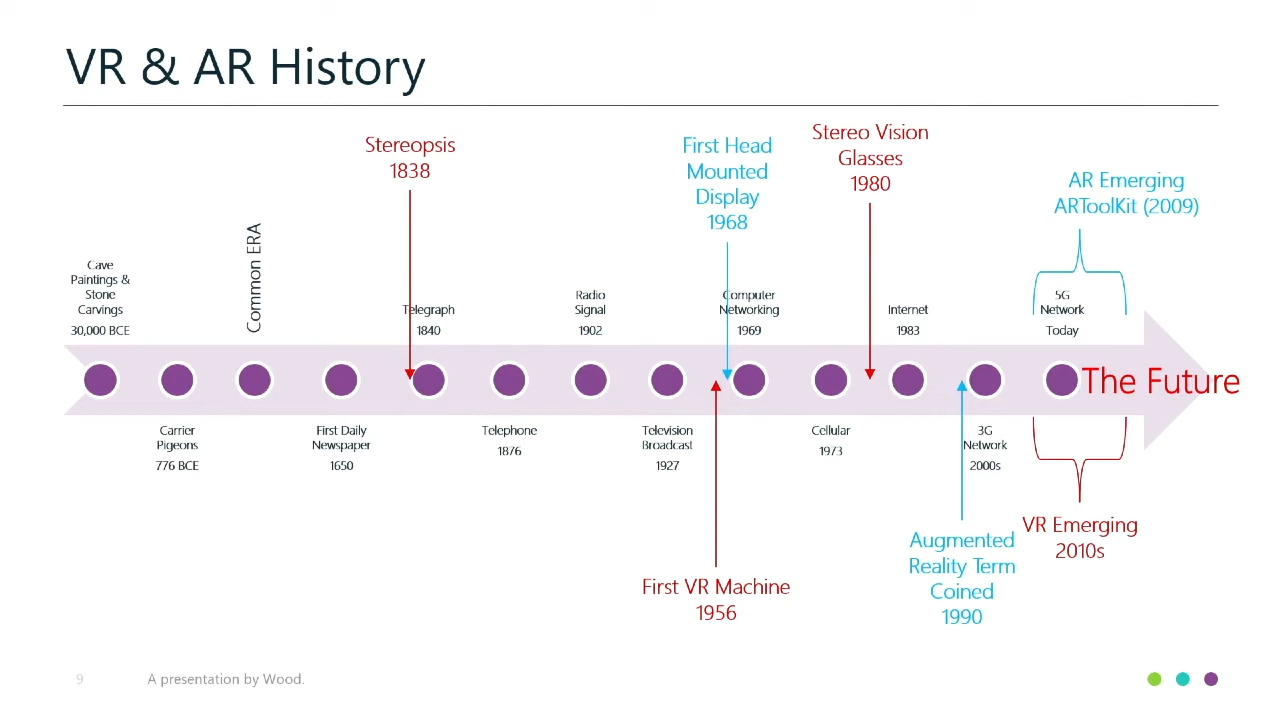 VR & AR History
Stereopsis
1838
First Head
Mounted
Display
1968
Stereo Vision
Glasses
1980
AR Emerging
ARToolKit (2009)
Cave
Paintings &
Stone
Carvings
30,000 BCE
Common ERA
Telegraph
1840
Radio
Signal
1902
Computer
Networking
1969
Internet
1983
5G
Network
Today
The Future
Carrier
Pigeons
776 BCE
First Daily
Newspaper
1650
Telephone
1876
Television
Broadcast
1927
Cellular
1973
3G
Network
2000s
First VR Machine
1956
Augmented
Reality Term
Coined
1990
VR Emerging
2010s
9
A presentation by Wood.